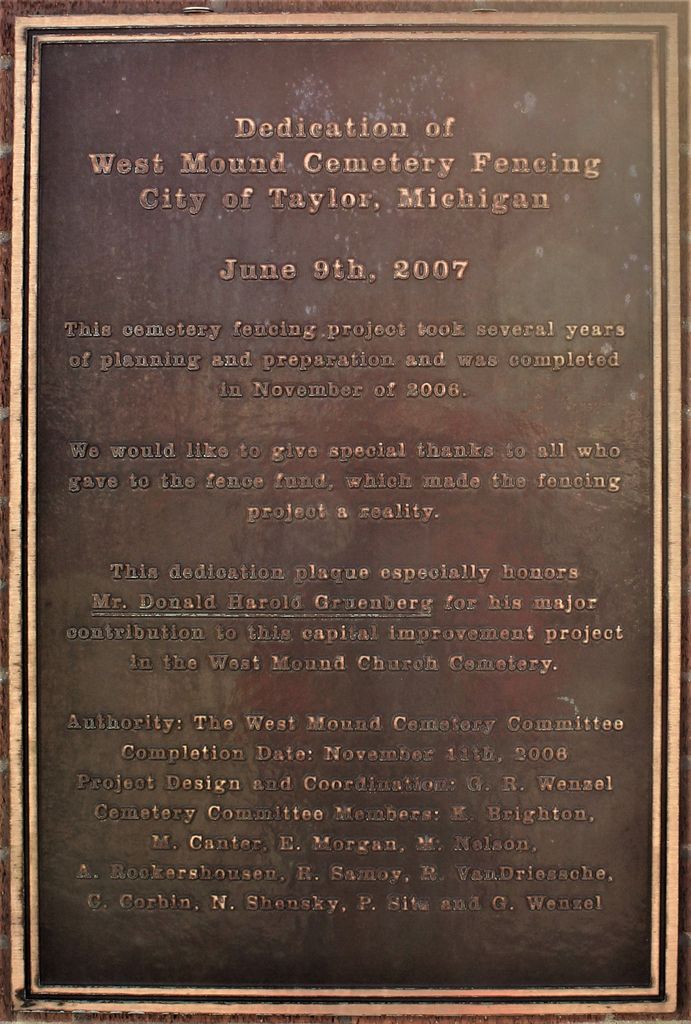 Dedication of
West Mound Cemetery Fencing
City of Taylor, Michigan
June 9th, 2007
This cemetery fencing project took several years
of planning and preparation and was completed
in November of 2006.
We would like to give special thanks to all who
gave to the fence fund, which made the fencing
project a reality.
This dedication plaque especially honors
Mr. Donald Harold Gruenberg for his major
contribution to this capital improvement project
in the West Mound Church Cemetery.
Authority: The West Mound Cemetery Committee
Completion Date: November 11th, 2006
Project Design and Coordination: G. R. Wenzel
Cemetery Committee Members: K. Brighton,
M. Canter, E. Morgan, M. Nelson,
A. Rockershousen, R. Samoy, R. VanDriessche,
C. Corbin, N. Shensky, P. Sitz and G. Wenzel